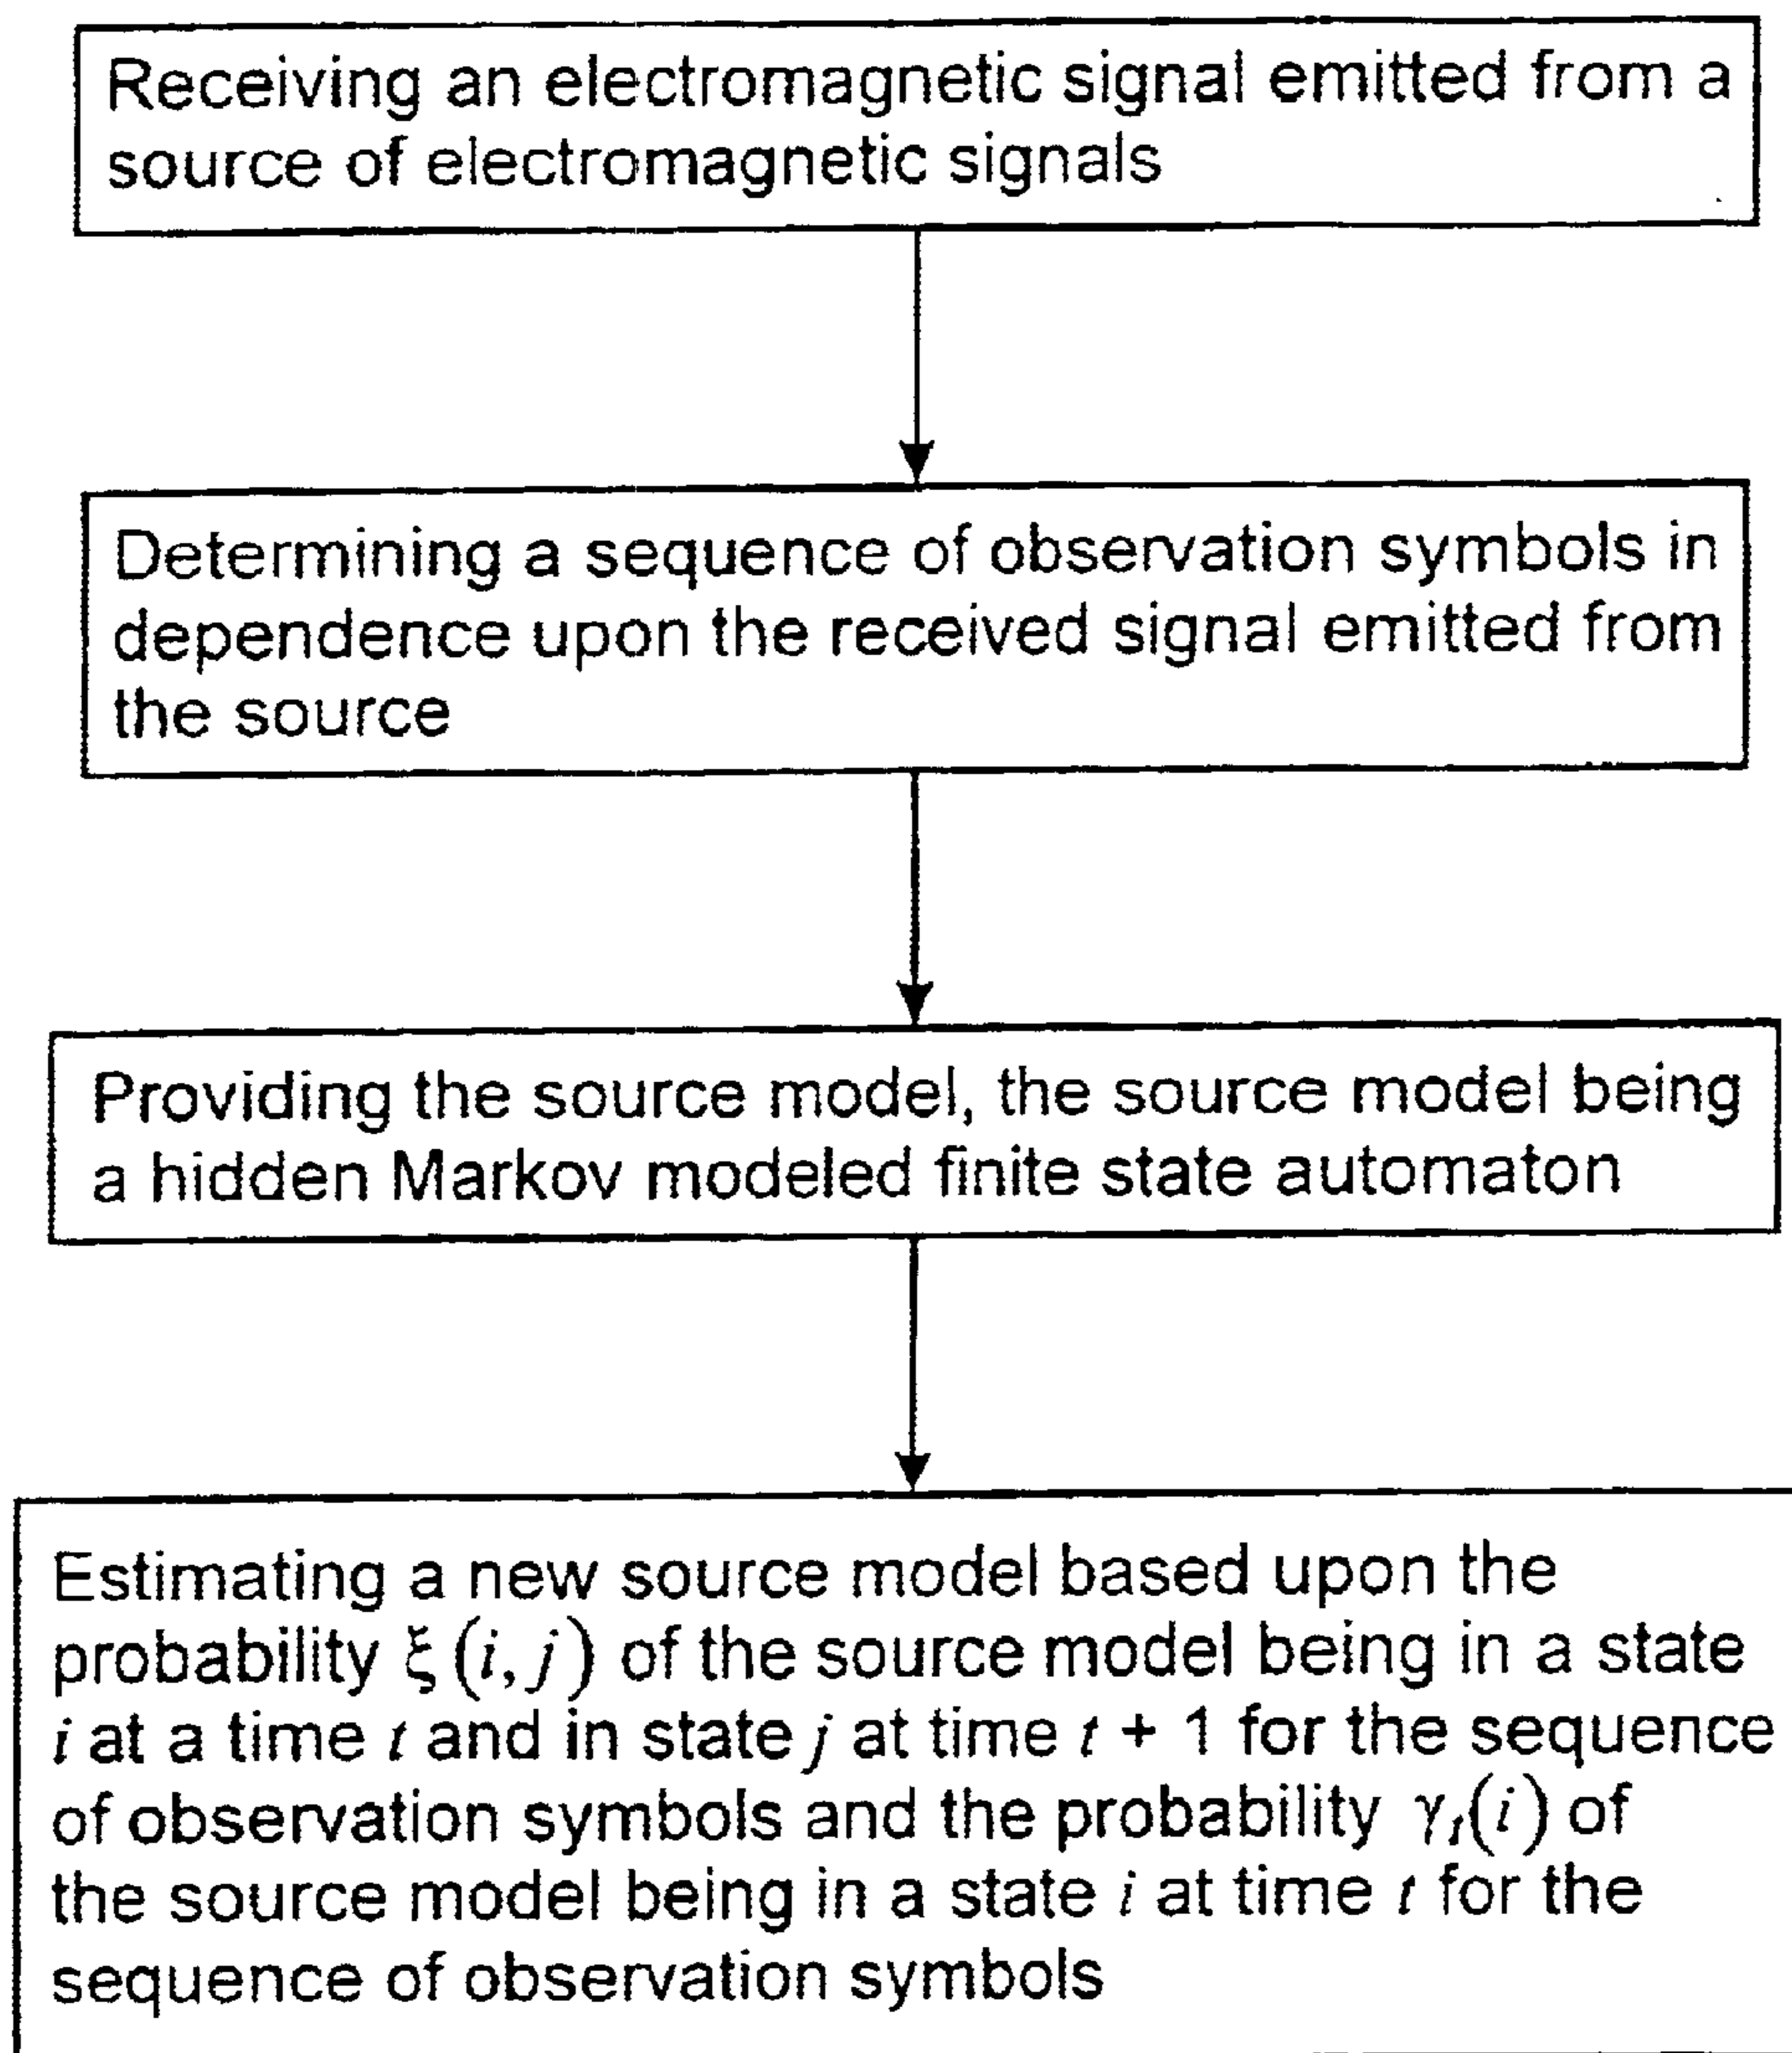 Receiving an electromagnetic signal emitted from a
source of electromagnetic signals
Determining a sequence of observation symbols in
dependence upon the received signal emitted from
the source
Providing the source model, the source model being
a hidden Markov modeled finite state automaton
Estimating a new source model based upon the
probability ξ(i, j) of the source model being in a state
i at a time t and in state j at time t + 1 for the sequence
of observation symbols and the probability γₜ(i) of
the source model being in a state i at time t for the
sequence of observation symbols